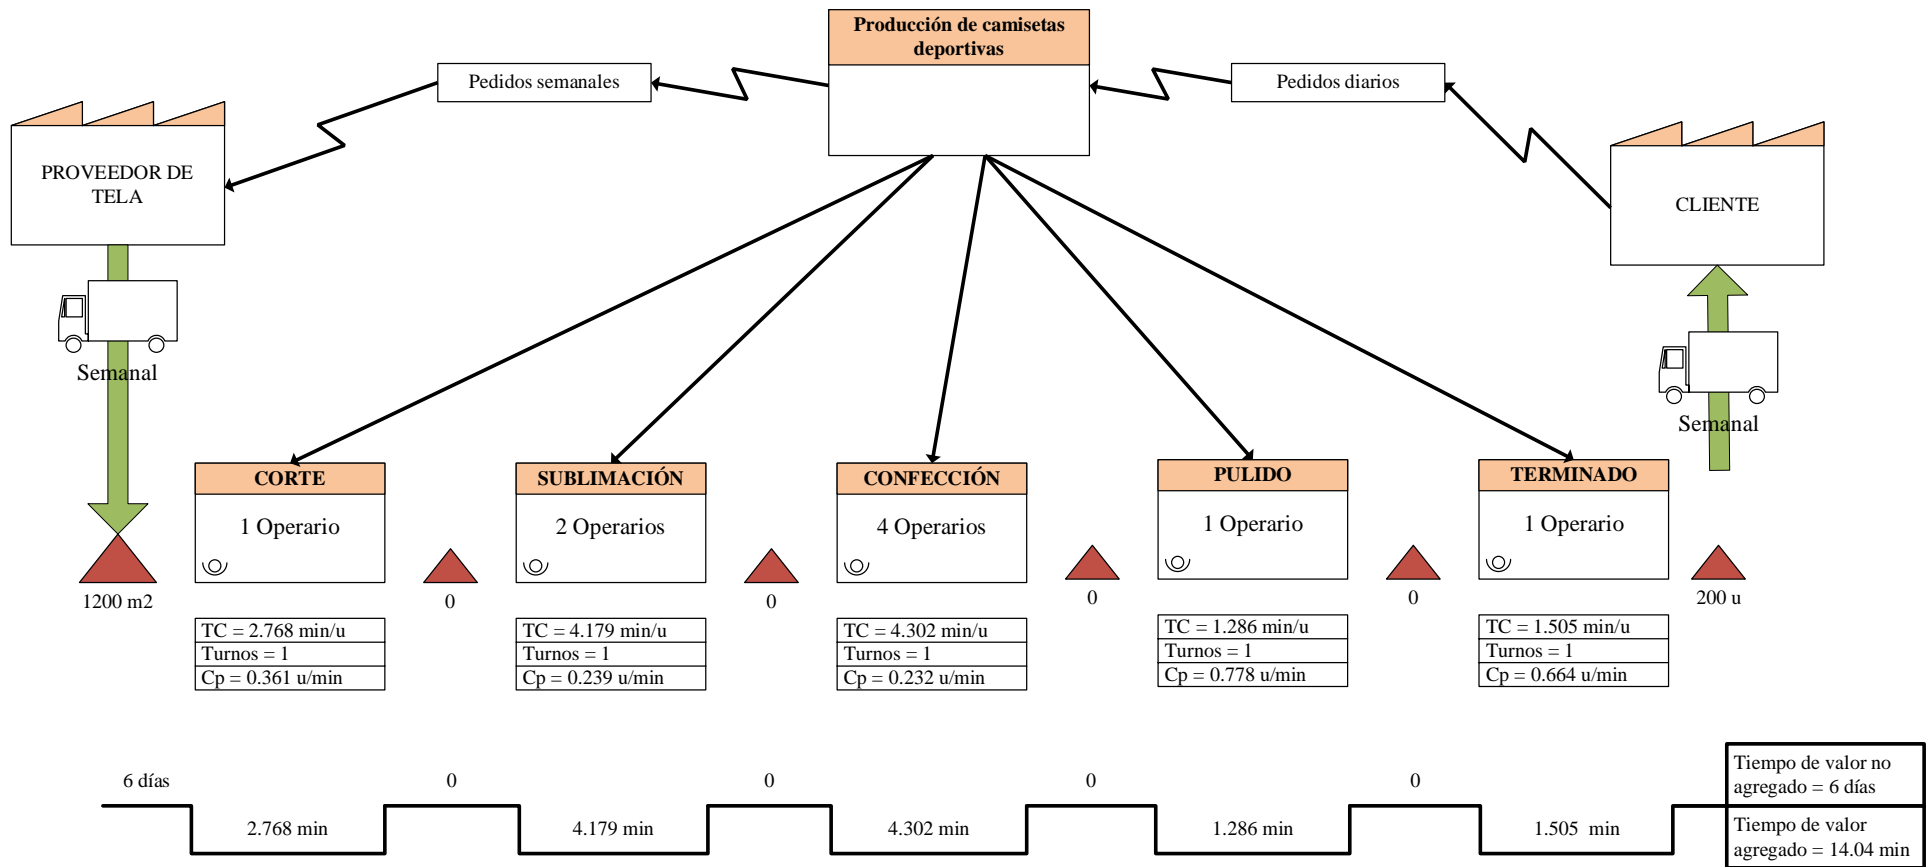 Producción de camisetas
deportivas
Pedidos semanales
Pedidos diarios
PROVEEDOR DE
TELA
CLIENTE
Semanal
Semanal
CORTE
SUBLIMACIÓN
CONFECCIÓN
PULIDO
TERMINADO
1 Operario
2 Operarios
4 Operarios
1 Operario
1 Operario
1200 m2
0
0
0
0
200 u
TC = 2.768 min/u
Turnos = 1
Cp = 0.361 u/min
TC = 4.179 min/u
Turnos = 1
Cp = 0.239 u/min
TC = 4.302 min/u
Turnos = 1
Cp = 0.232 u/min
TC = 1.286 min/u
Turnos = 1
Cp = 0.778 u/min
TC = 1.505 min/u
Turnos = 1
Cp = 0.664 u/min
6 días
0
0
0
0
2.768 min
4.179 min
4.302 min
1.286 min
1.505 min
Tiempo de valor no
agregado = 6 días
Tiempo de valor
agregado = 14.04 min